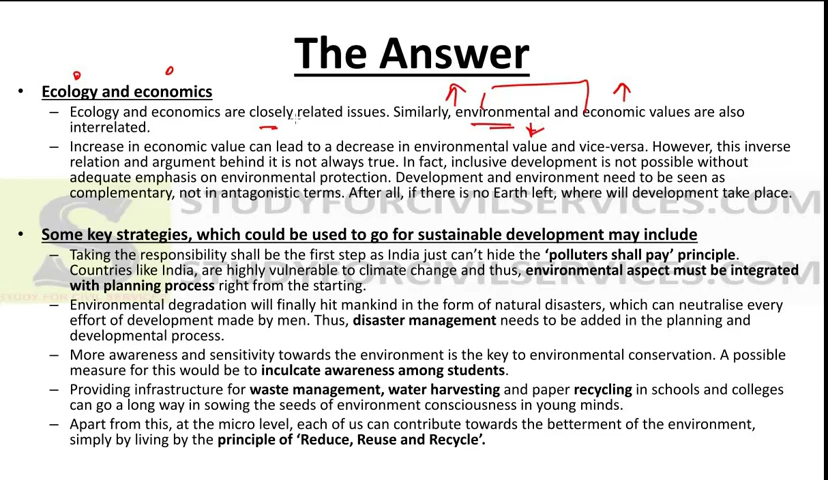 The Answer
• Ecology and economics
– Ecology and economics are closely related issues. Similarly, environmental and economic values are also
interrelated.
– Increase in economic value can lead to a decrease in environmental value and vice-versa. However, this inverse
relation and argument behind it is not always true. In fact, inclusive development is not possible without
adequate emphasis on environmental protection. Development and environment need to be seen as
complementary, not in antagonistic terms. After all, if there is no Earth left, where will development take place.
STUDYFORCIVILSERVICES.COM
• Some key strategies, which could be used to go for sustainable development may include
– Taking the responsibility shall be the first step as India just can't hide the 'polluters shall pay' principle.
Countries like India, are highly vulnerable to climate change and thus, environmental aspect must be integrated
with planning process right from the starting.
STUDYFORCIVILSERVICES.COM
STUDY FOR CIVIL SERVICES
– Environmental degradation will finally hit mankind in the form of natural disasters, which can neutralise every
effort of development made by men. Thus, disaster management needs to be added in the planning and
developmental process.
– More awareness and sensitivity towards the environment is the key to environmental conservation. A possible
measure for this would be to inculcate awareness among students.
– Providing infrastructure for waste management, water harvesting and paper recycling in schools and colleges
can go a long way in sowing the seeds of environment consciousness in young minds.
– Apart from this, at the micro level, each of us can contribute towards the betterment of the environment,
simply by living by the principle of 'Reduce, Reuse and Recycle'.